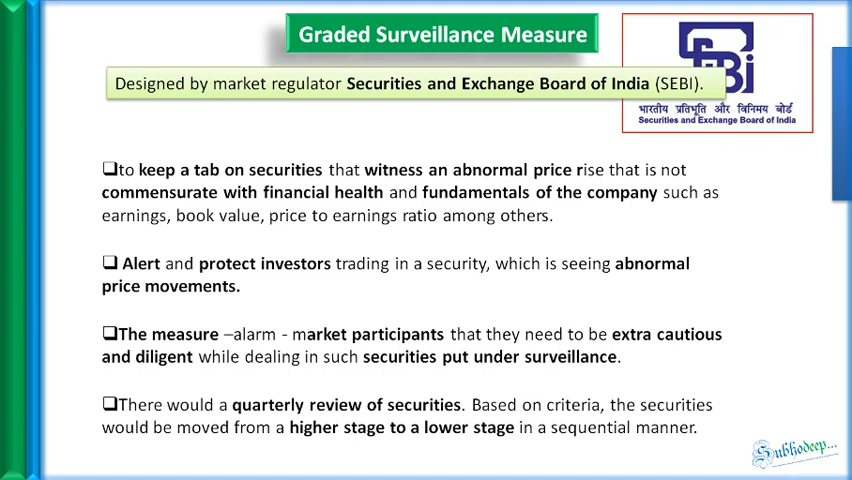 Graded Surveillance Measure
Designed by market regulator Securities and Exchange Board of India (SEBI).
SEBI
भारतीय प्रतिभूति और विनिमय बोर्ड
Securities and Exchange Board of India
❑to keep a tab on securities that witness an abnormal price rise that is not
commensurate with financial health and fundamentals of the company such as
earnings, book value, price to earnings ratio among others.
❑ Alert and protect investors trading in a security, which is seeing abnormal
price movements.
❑The measure –alarm - market participants that they need to be extra cautious
and diligent while dealing in such securities put under surveillance.
❑There would a quarterly review of securities. Based on criteria, the securities
would be moved from a higher stage to a lower stage in a sequential manner.
Subhodeep...